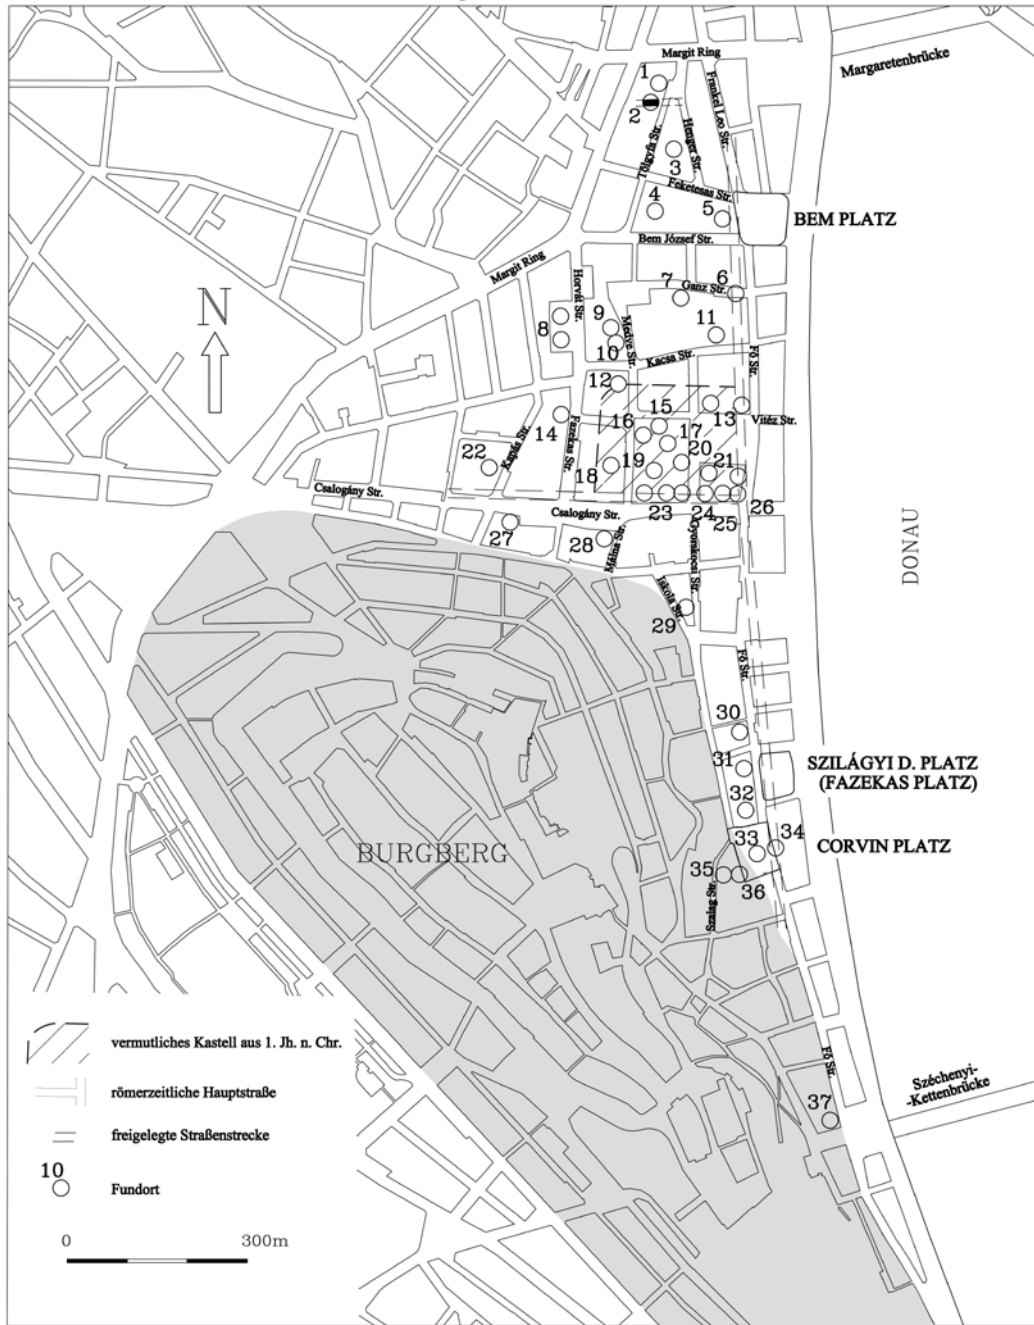 Margit Ring
Margaretenbrücke
1
2
Frankel Leo Str.
Tölgyfa Str.
Henger Str.
3
Feketesas Str.
4
5
BEM PLATZ
Bem József Str.
Margit Ring
Horvát Str.
7
6
Ganz Str.
N
8
9
10
Medve Str.
11
Kacsa Str.
Fő Str.
12
13
Vitéz Str.
14
15
16
17
Fazekas Str.
Kapás Str.
22
18
19
20
21
Csalogány Str.
Csalogány Str.
23
24
25
26
27
28
Málna Str.
Gyorskocsi Str.
DONAU
Iskola Str.
29
Fő Str.
30
31
SZILÁGYI D. PLATZ
(FAZEKAS PLATZ)
32
33
34
CORVIN PLATZ
BURGBERG
35
36
Szalag Str.
vermutliches Kastell aus 1. Jh. n. Chr.
römerzeitliche Hauptstraße
freigelegte Straßenstrecke
10
Fundort
0
300m
Fő Str.
Széchenyi-
-Kettenbrücke
37